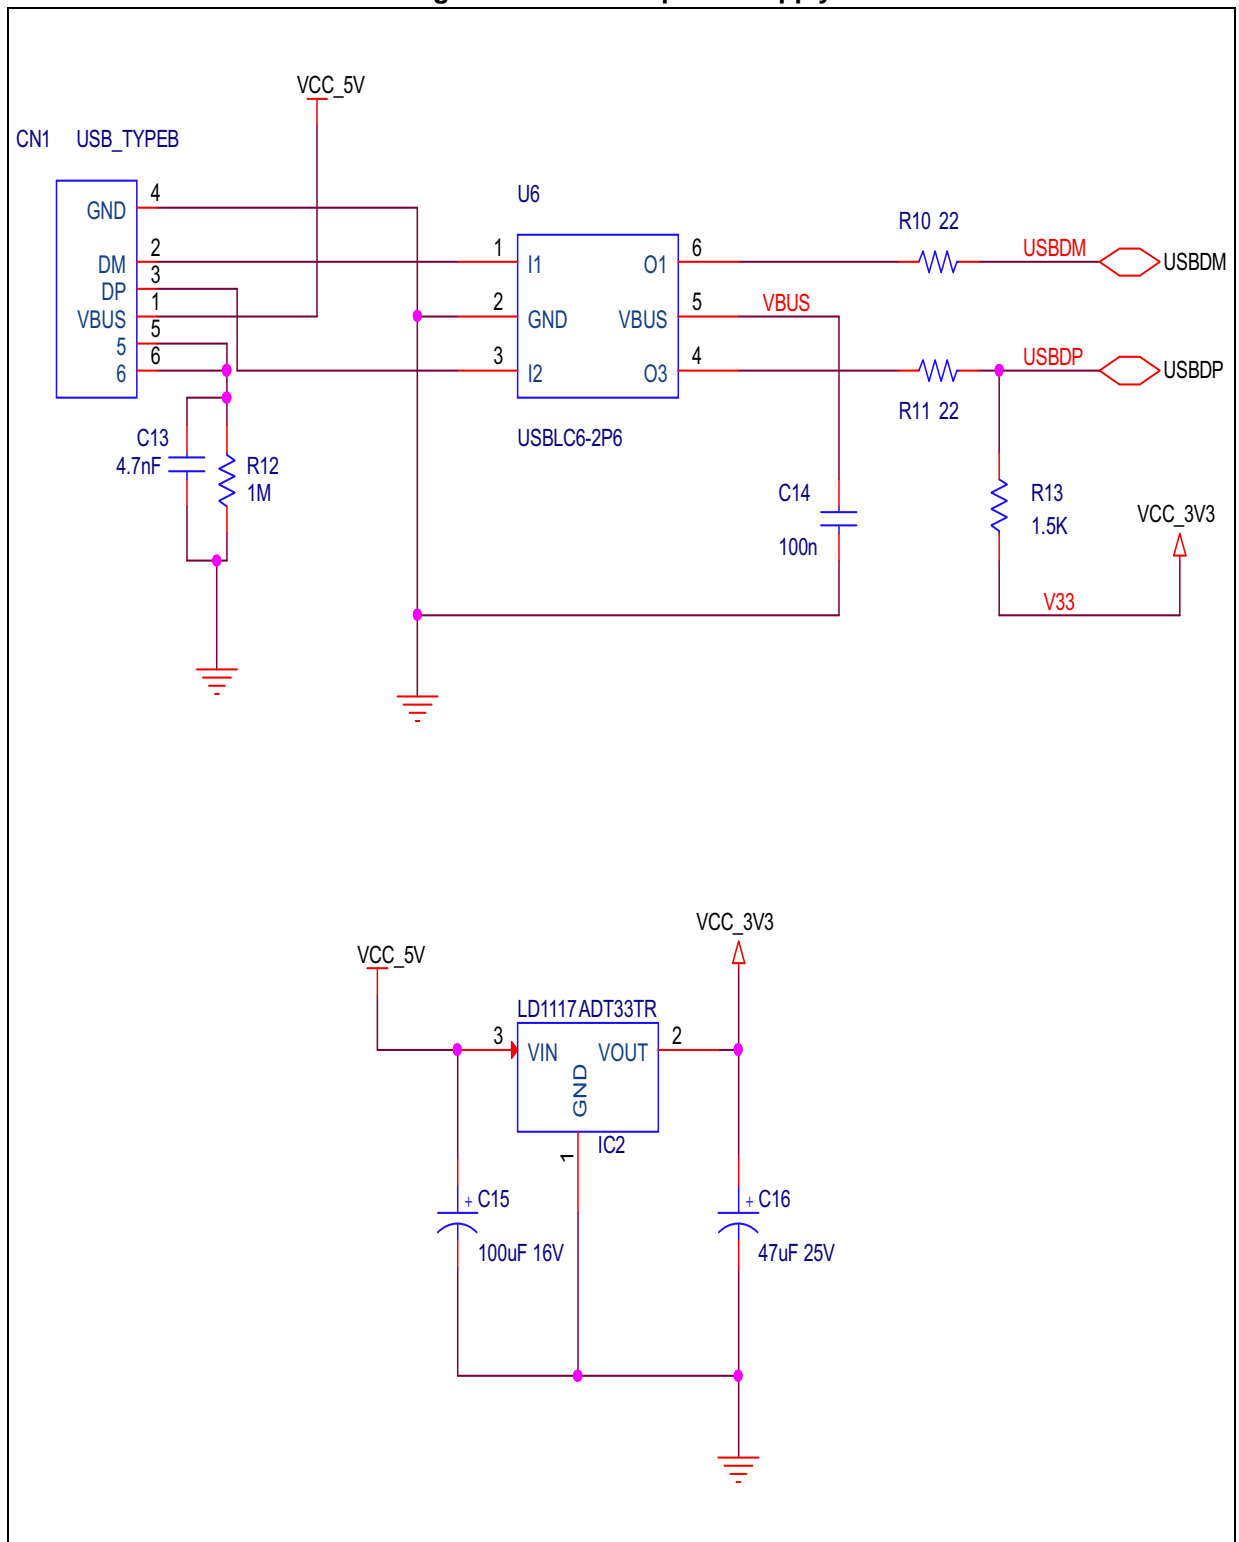 VCC_5V
CN1 USB_TYPEB
4
GND
U6
R10 22
2
DM
1
I1
O1
6
USBDM
USBDM
3
DP
1
VBUS
2
GND
VBUS
5
VBUS
5
5
6
6
3
I2
O3
4
USBDP
USBDP
R11 22
C13
4.7nF
R12
1M
USBLC6-2P6
C14
100n
R13
1.5K
VCC_3V3
V33
VCC_3V3
VCC_5V
LD1117ADT33TR
3
VIN
VOUT
2
GND
IC2
1
+ C15
100uF 16V
+ C16
47uF 25V